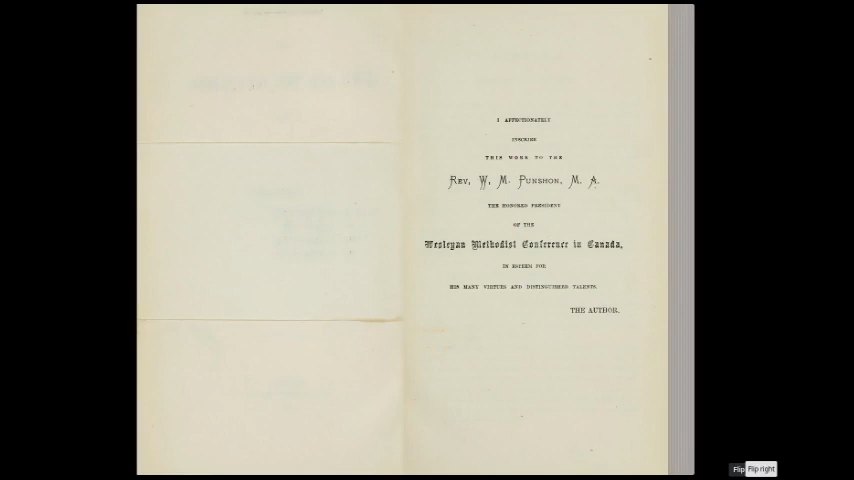 I AFFECTIONATELY
INSCRIBE
THIS WORK TO THE
REV. W. M. PUNSHON, M. A.
THE HONORED PRESIDENT
OF THE
Wesleyan Methodist Conference in Canada,
IN ESTEEM FOR
HIS MANY VIRTUES AND DISTINGUISHED TALENTS.
THE AUTHOR.
Flip
Flip right